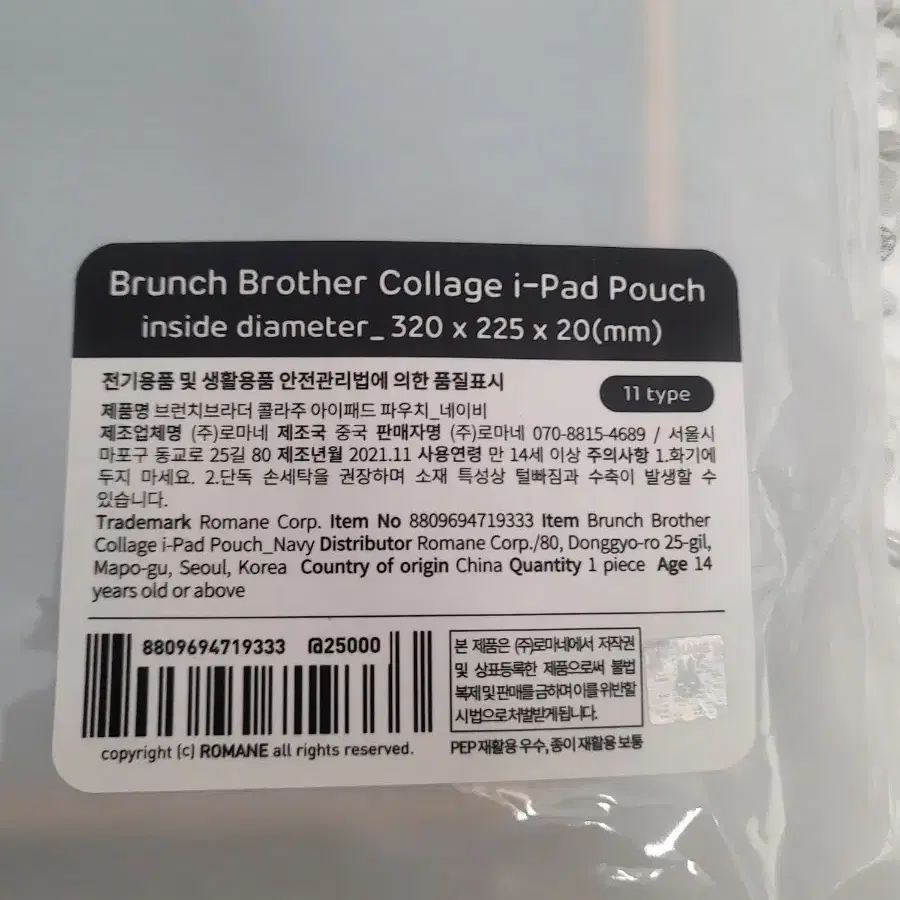 Brunch Brother Collage i-Pad Pouch
inside diameter_ 320 x 225 x 20(mm)
전기용품 및 생활용품 안전관리법에 의한 품질표시
11 type
제품명 브런치브라더 콜라주 아이패드 파우치_네이비
제조업체명 (주)로마네 제조국 중국 판매자명 (주)로마네 070-8815-4689 / 서울시
마포구 동교로 25길 80 제조년월 2021.11 사용연령 만 14세 이상 주의사항 1.화기에
두지 마세요. 2.단독 손세탁을 권장하며 소재 특성상 털빠짐과 수축이 발생할 수
있습니다.
Trademark Romane Corp. Item No 8809694719333 Item Brunch Brother
Collage i-Pad Pouch_Navy Distributor Romane Corp./80, Donggyo-ro 25-gil,
Mapo-gu, Seoul, Korea Country of origin China Quantity 1 piece Age 14
years old or above
8809694719333 @25000
copyright (c) ROMANE all rights reserved.
본 제품은 (주)로마네에서 저작권
및 상표등록한 제품으로써 불법
복제 및 판매를 금하며 이를 위반할
시 법으로 처벌받게 됩니다.
PEP 재활용 우수, 종이 재활용 보통